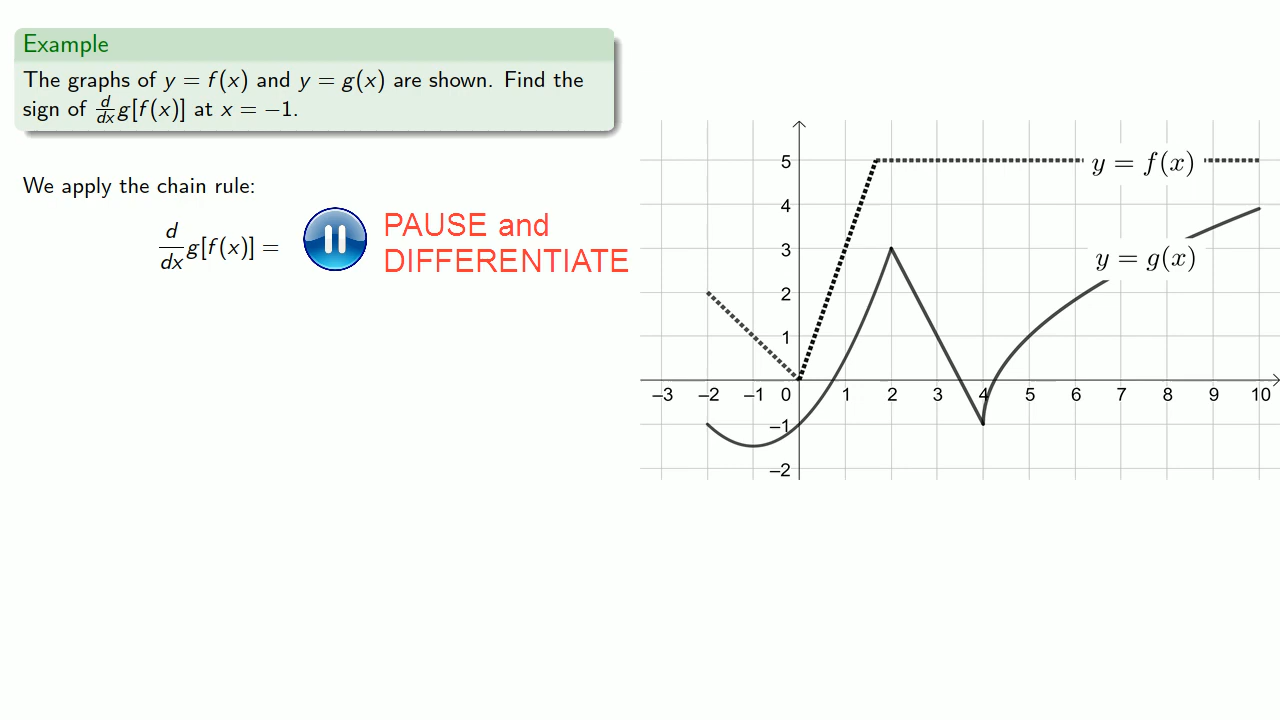 Example
The graphs of y = f(x) and y = g(x) are shown. Find the
sign of d/dx g[f(x)] at x = −1.
We apply the chain rule:
d/dx g[f(x)] =
PAUSE and
DIFFERENTIATE
5
y = f(x)
4
3
y = g(x)
2
1
–3 –2 –1 0 1 2 3 4 5 6 7 8 9 10
–1
–2